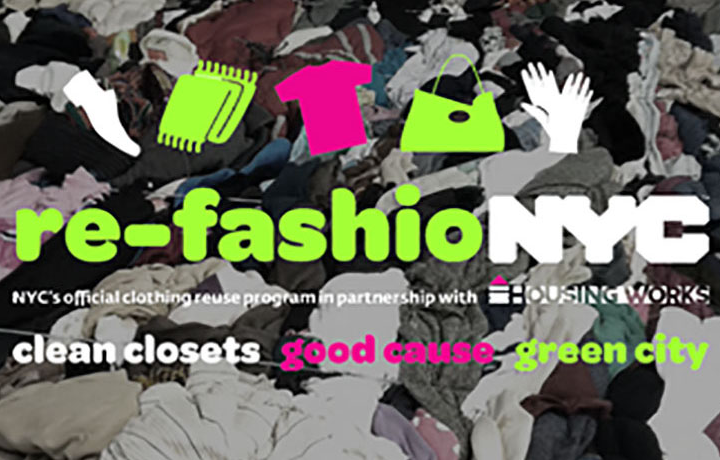 re-fashioNYC
NYC's official clothing reuse program in partnership with HOUSING WORKS
clean closets good cause green city